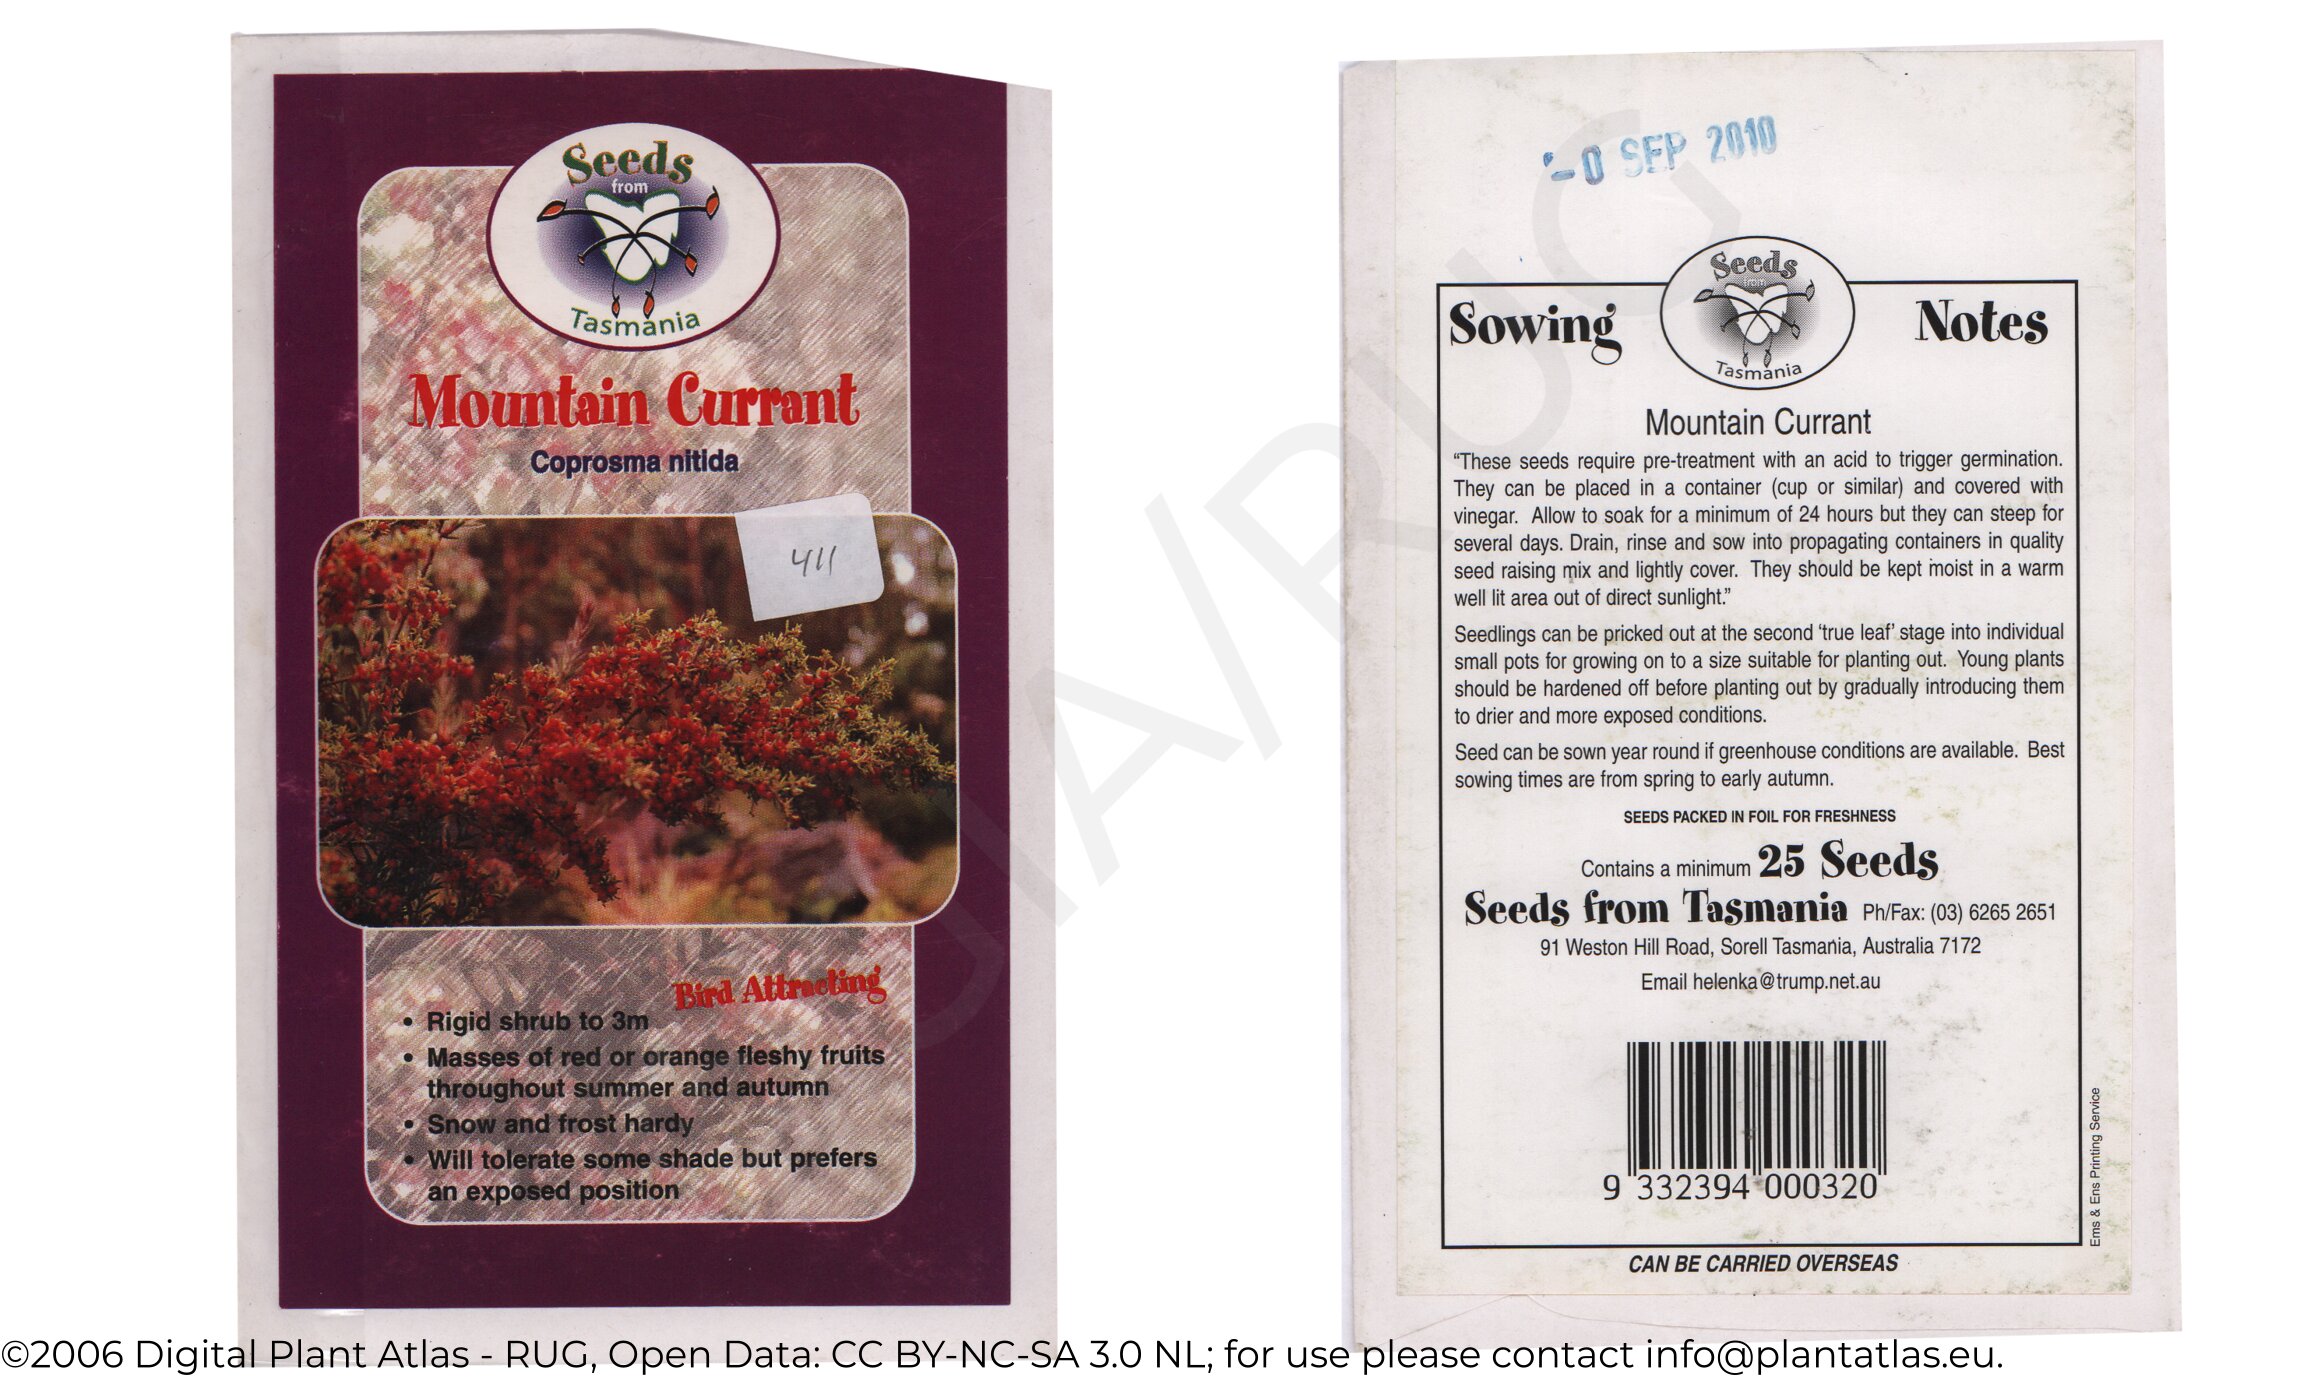 Seeds
from
Tasmania
Mountain Currant
Coprosma nitida
411
Bird Attracting
• Rigid shrub to 3m
• Masses of red or orange fleshy fruits
throughout summer and autumn
• Snow and frost hardy
• Will tolerate some shade but prefers
an exposed position
0 SEP 2010
Seeds
from
Tasmania
Sowing Notes
Mountain Currant
“These seeds require pre-treatment with an acid to trigger germination.
They can be placed in a container (cup or similar) and covered with
vinegar. Allow to soak for a minimum of 24 hours but they can steep for
several days. Drain, rinse and sow into propagating containers in quality
seed raising mix and lightly cover. They should be kept moist in a warm
well lit area out of direct sunlight.”
Seedlings can be pricked out at the second ‘true leaf’ stage into individual
small pots for growing on to a size suitable for planting out. Young plants
should be hardened off before planting out by gradually introducing them
to drier and more exposed conditions.
Seed can be sown year round if greenhouse conditions are available. Best
sowing times are from spring to early autumn.
SEEDS PACKED IN FOIL FOR FRESHNESS
Contains a minimum 25 Seeds
Seeds from Tasmania Ph/Fax: (03) 6265 2651
91 Weston Hill Road, Sorell Tasmania, Australia 7172
Email helenka@trump.net.au
9 332394 000320
Ems & Ens Printing Service
CAN BE CARRIED OVERSEAS
©2006 Digital Plant Atlas - RUG, Open Data: CC BY-NC-SA 3.0 NL; for use please contact info@plantatlas.eu.